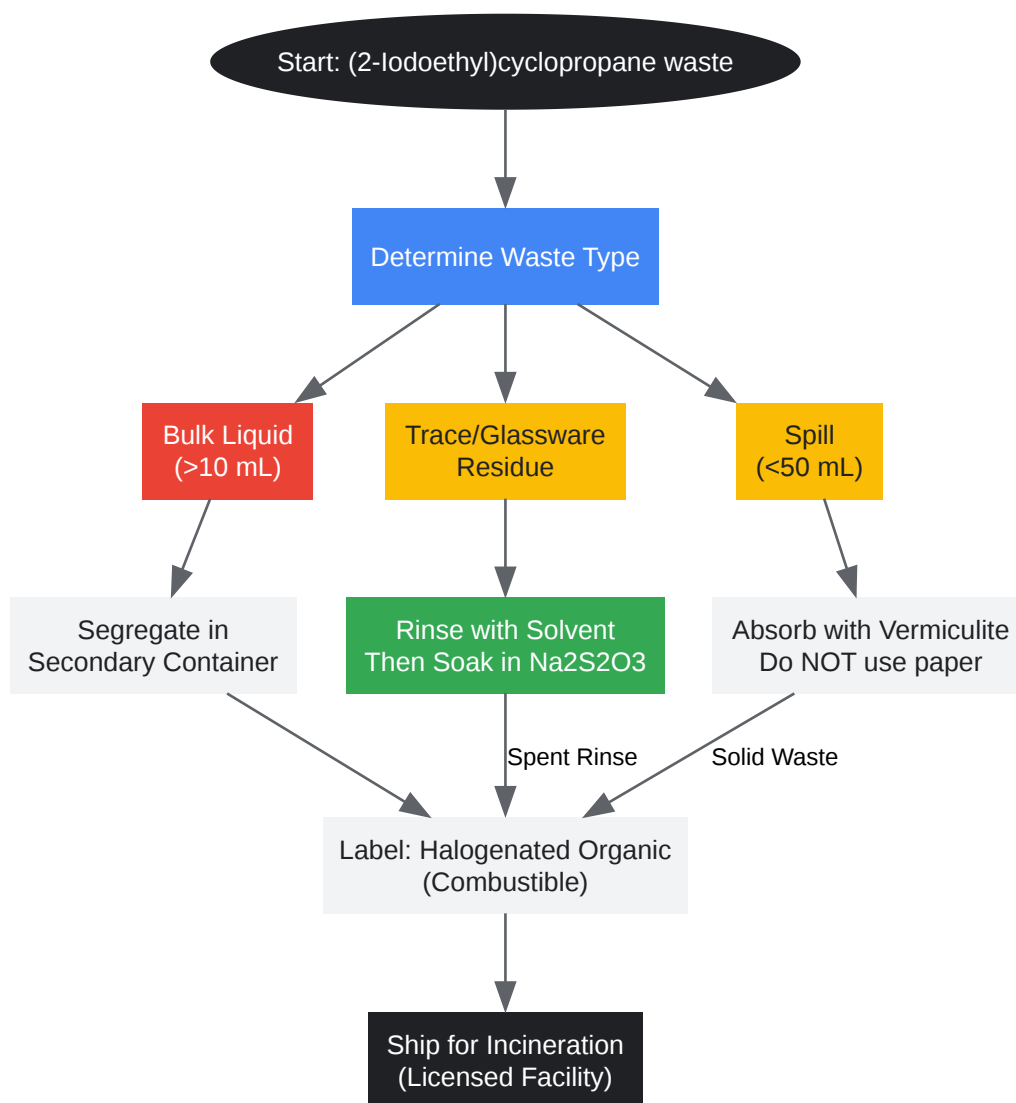 Start: (2-Iodoethyl)cyclopropane waste
Determine Waste Type
Bulk Liquid
(>10 mL)
Trace/Glassware
Residue
Spill
(<50 mL)
Segregate in
Secondary Container
Rinse with Solvent
Then Soak in Na2S2O3
Absorb with Vermiculite
Do NOT use paper
Spent Rinse
Solid Waste
Label: Halogenated Organic
(Combustible)
Ship for Incineration
(Licensed Facility)